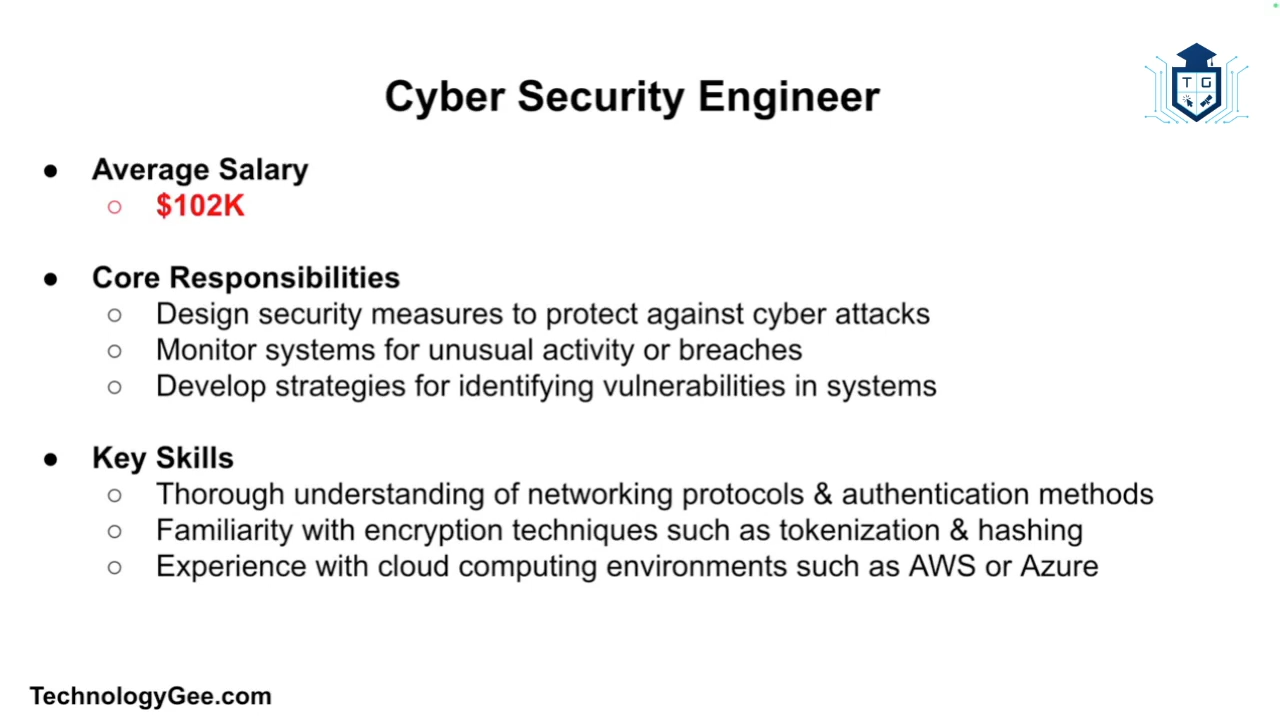 Cyber Security Engineer
T G
● Average Salary
○ $102K
● Core Responsibilities
○ Design security measures to protect against cyber attacks
○ Monitor systems for unusual activity or breaches
○ Develop strategies for identifying vulnerabilities in systems
● Key Skills
○ Thorough understanding of networking protocols & authentication methods
○ Familiarity with encryption techniques such as tokenization & hashing
○ Experience with cloud computing environments such as AWS or Azure
TechnologyGee.com